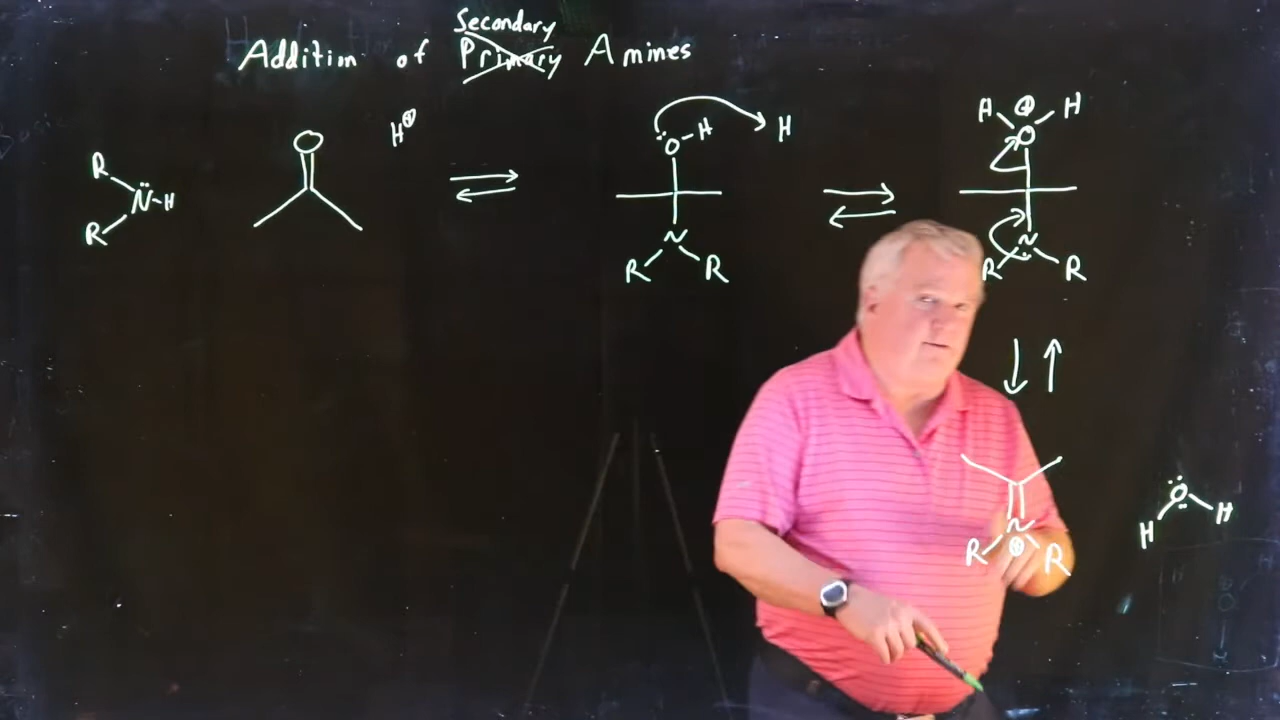 Secondary
Addition of Primary Amines
R
R
N-H
O
H⊕
O-H
H
N
R R
H ⊕ H
O
N
R R
N
⊕
R R
O
H H